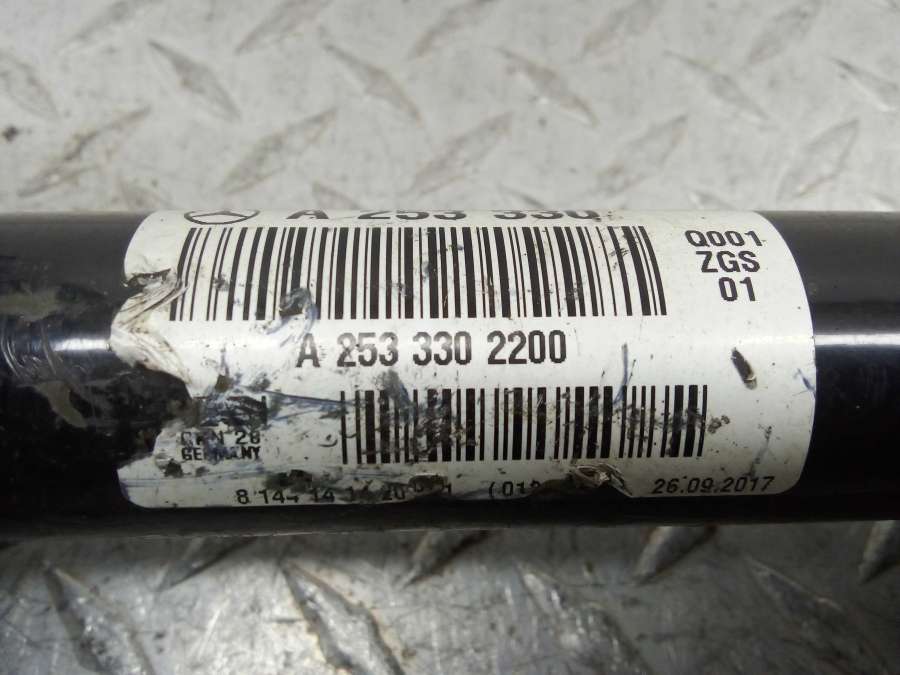 A 253 330
Q001
ZGS
01
A 253 330 2200
GERMANY
26.09.2017